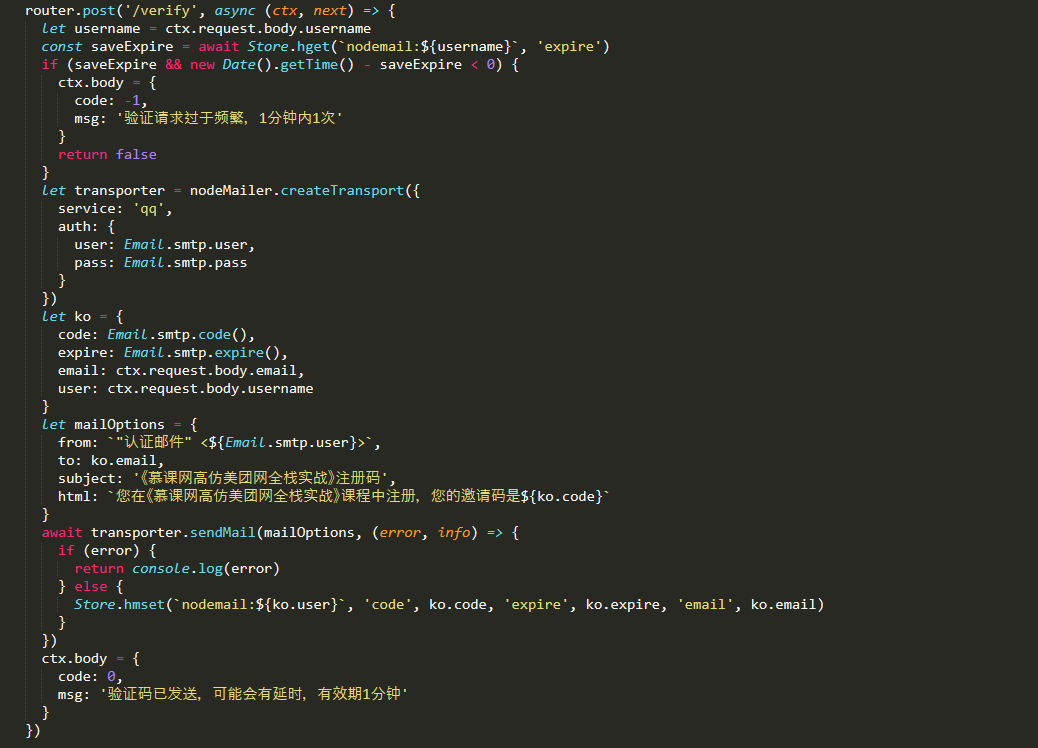 router.post('/verify', async (ctx, next) => {
  let username = ctx.request.body.username
  const saveExpire = await Store.hget(`nodemail:${username}`, 'expire')
  if (saveExpire && new Date().getTime() - saveExpire < 0) {
    ctx.body = {
      code: -1,
      msg: '验证请求过于频繁，1分钟内1次'
    }
    return false
  }
  let transporter = nodeMailer.createTransport({
    service: 'qq',
    auth: {
      user: Email.smtp.user,
      pass: Email.smtp.pass
    }
  })
  let ko = {
    code: Email.smtp.code(),
    expire: Email.smtp.expire(),
    email: ctx.request.body.email,
    user: ctx.request.body.username
  }
  let mailOptions = {
    from: `"认证邮件" <${Email.smtp.user}>`,
    to: ko.email,
    subject: '《慕课网高仿美团网全栈实战》注册码',
    html: `您在《慕课网高仿美团网全栈实战》课程中注册，您的邀请码是${ko.code}`
  }
  await transporter.sendMail(mailOptions, (error, info) => {
    if (error) {
      return console.log(error)
    } else {
      Store.hmset(`nodemail:${ko.user}`, 'code', ko.code, 'expire', ko.expire, 'email', ko.email)
    }
  })
  ctx.body = {
    code: 0,
    msg: '验证码已发送，可能会有延时，有效期1分钟'
  }
})